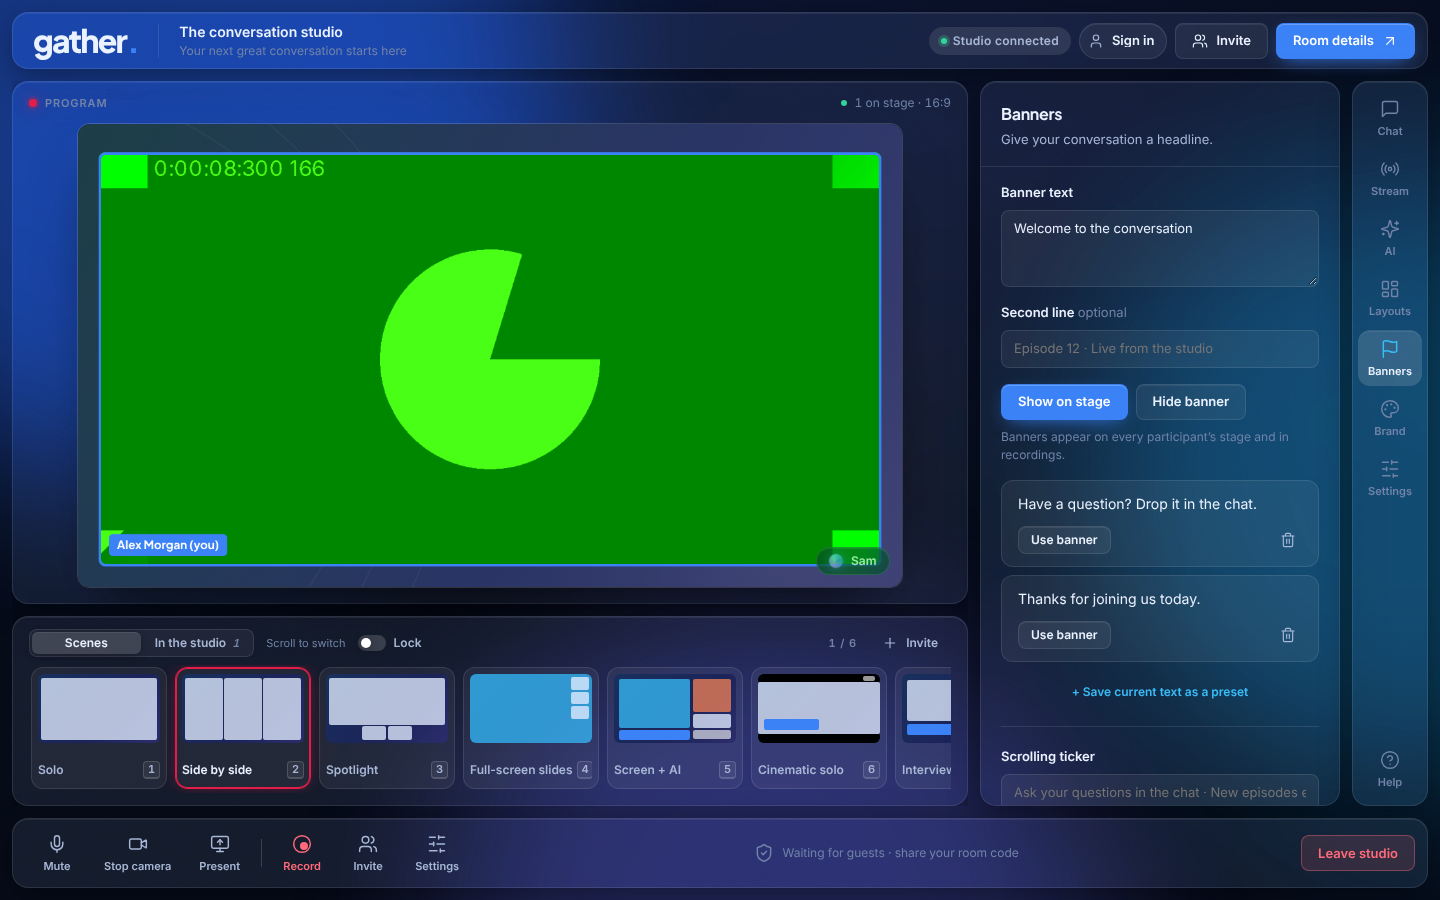 gather.
The conversation studio
Your next great conversation starts here
Studio connected
Sign in
Invite
Room details
PROGRAM
1 on stage · 16:9
0:00:08:300 166
Alex Morgan (you)
Sam
Scenes
In the studio 1
Scroll to switch
Lock
1 / 6
Invite
Solo 1
Side by side 2
Spotlight 3
Full-screen slides 4
Screen + AI 5
Cinematic solo 6
Interview
Banners
Give your conversation a headline.
Banner text
Welcome to the conversation
Second line optional
Episode 12 · Live from the studio
Show on stage
Hide banner
Banners appear on every participant's stage and in
recordings.
Have a question? Drop it in the chat.
Use banner
Thanks for joining us today.
Use banner
+ Save current text as a preset
Scrolling ticker
Ask your questions in the chat · New episodes e
Chat
Stream
AI
Layouts
Banners
Brand
Settings
Help
Mute
Stop camera
Present
Record
Invite
Settings
Waiting for guests · share your room code
Leave studio